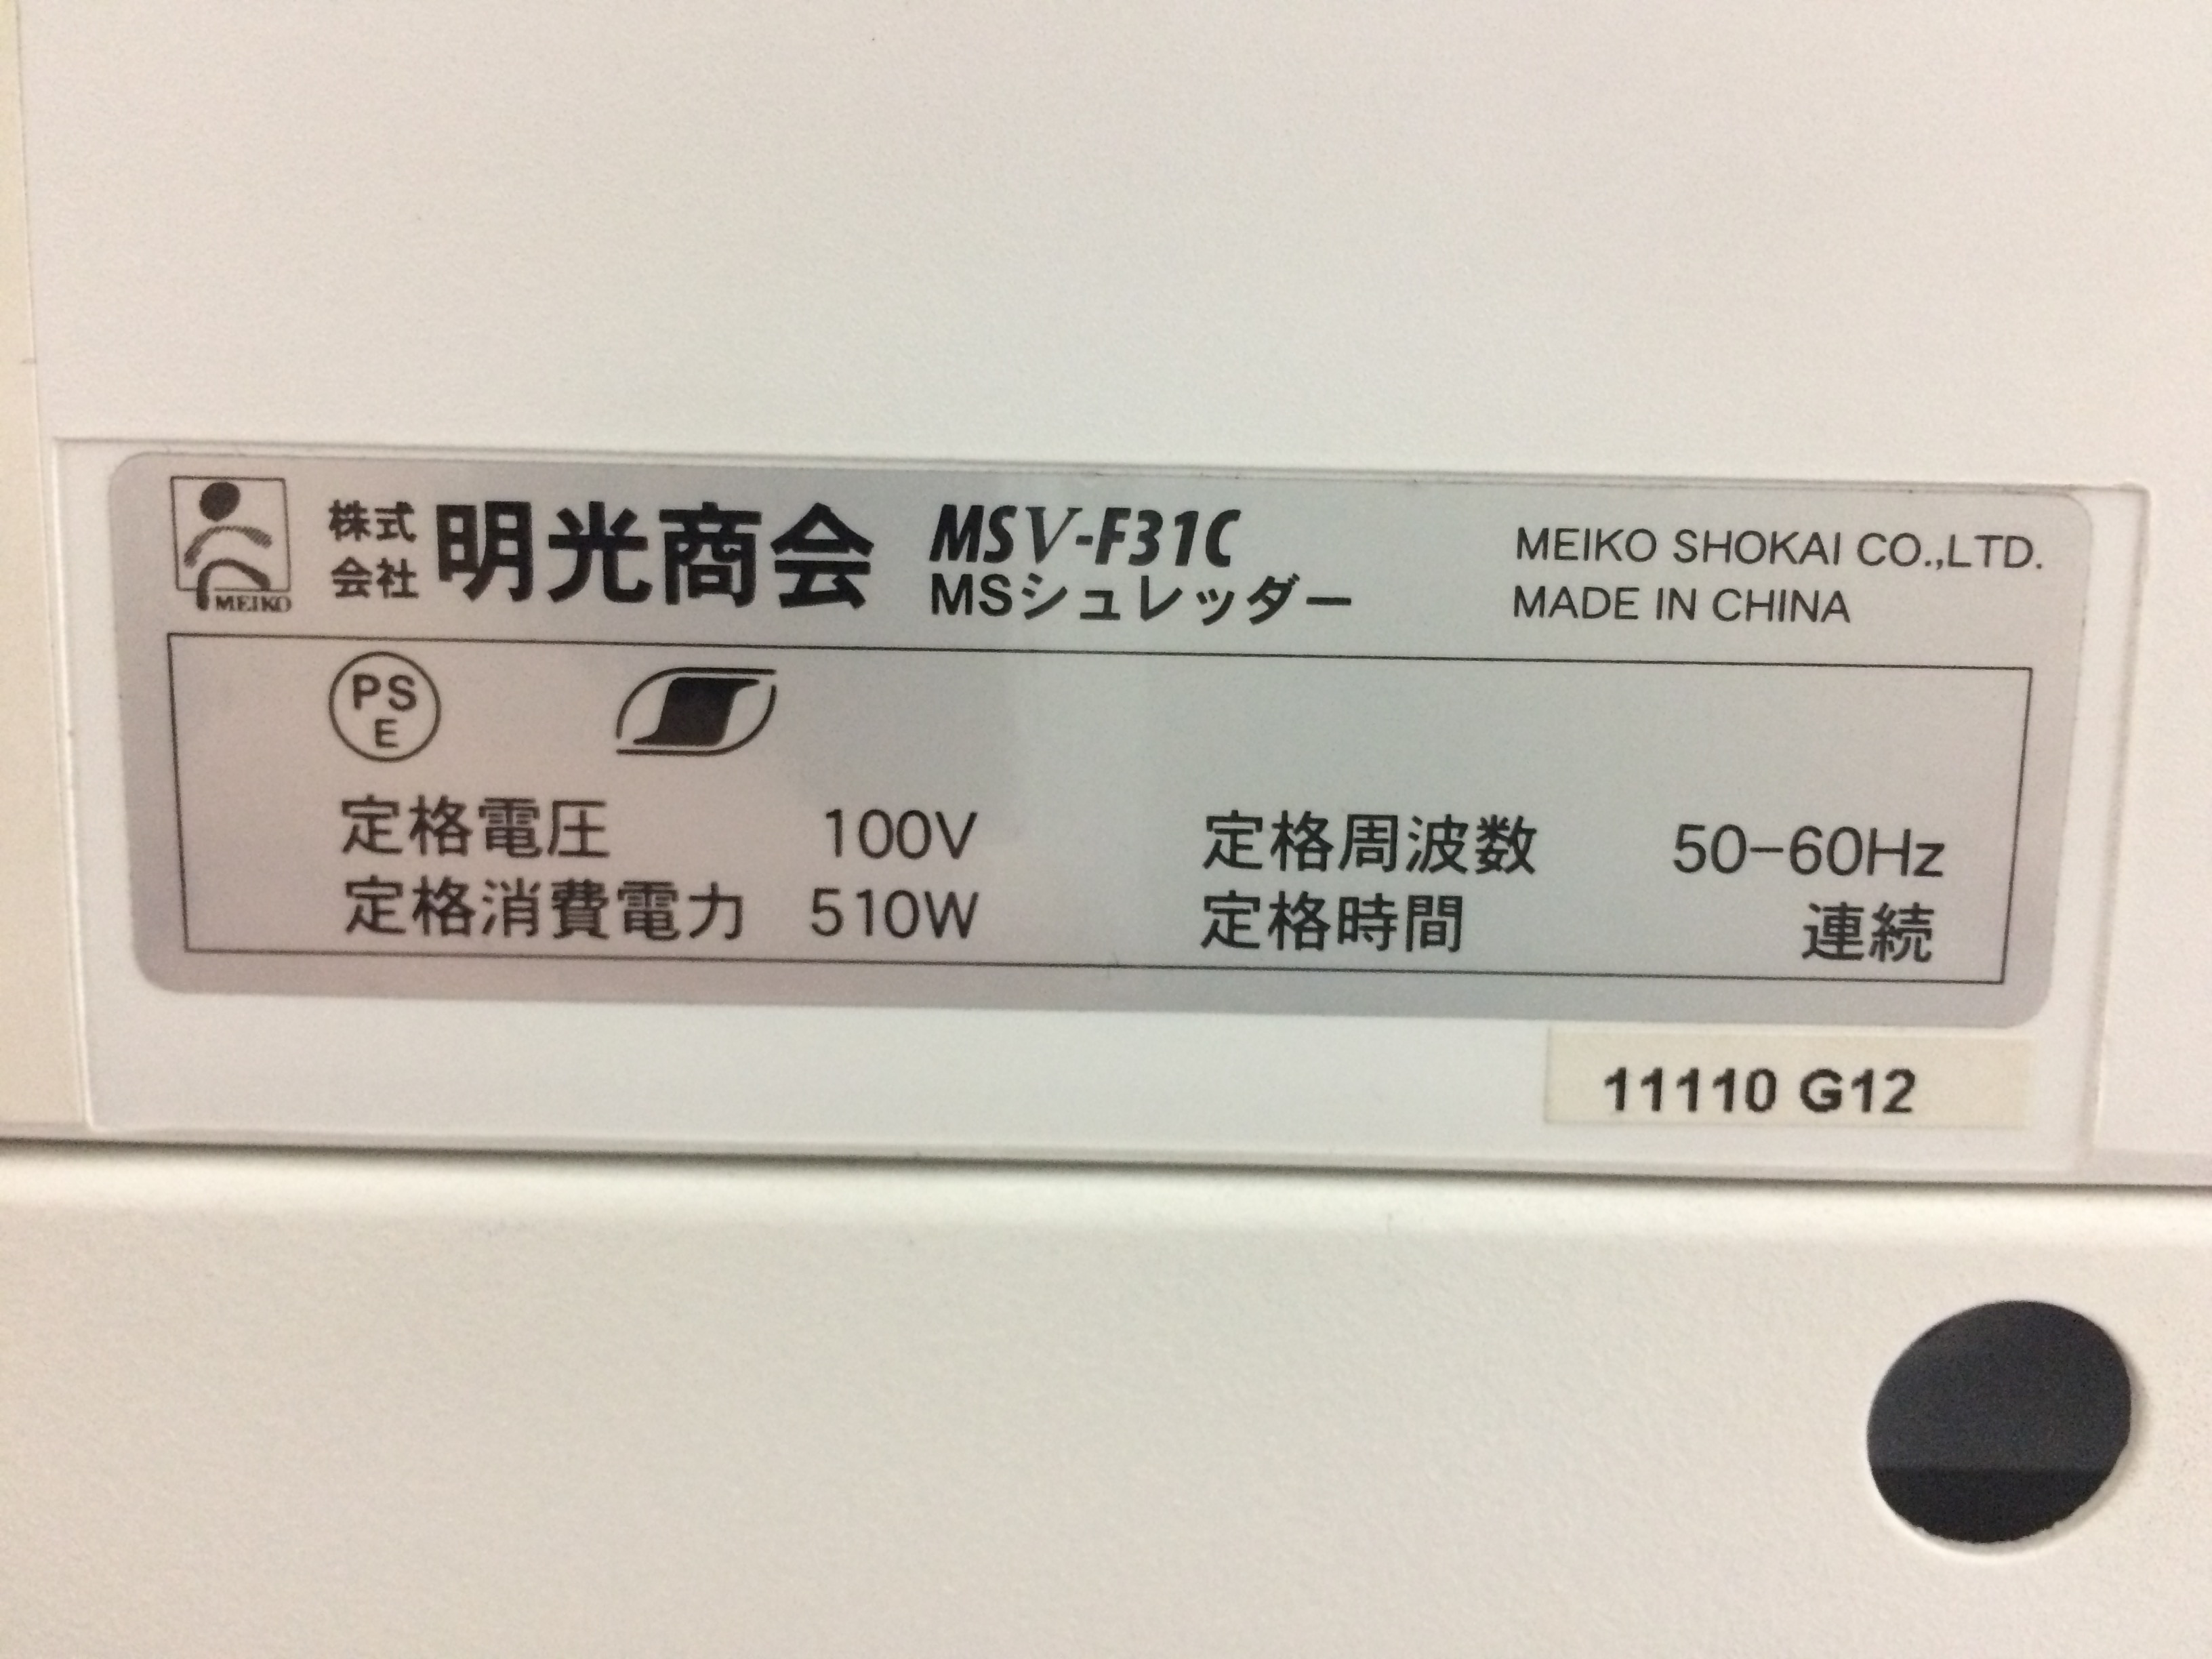 MEIKO
株式会社 明光商会 MSV-F31C
MSシュレッダー
MEIKO SHOKAI CO.,LTD.
MADE IN CHINA
PS
E
定格電圧 100V 定格周波数 50-60Hz
定格消費電力 510W 定格時間 連続
11110 G12